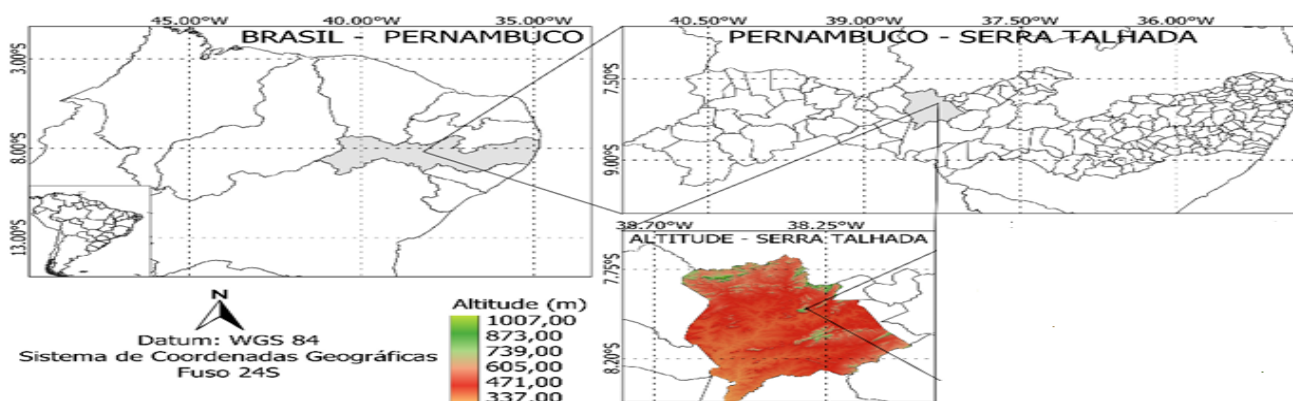 45.00°W 40.00°W 35.00°W
BRASIL - PERNAMBUCO
3.00°S
8.00°S
13.00°S
40.50°W 39.00°W 37.50°W 36.00°W
PERNAMBUCO - SERRA TALHADA
7.50°S
9.00°S
38.70°W 38.25°W
ALTITUDE - SERRA TALHADA
7.75°S
8.20°S
N
Datum: WGS 84
Sistema de Coordenadas Geográficas
Fuso 24S
Altitude (m)
1007,00
873,00
739,00
605,00
471,00
337,00